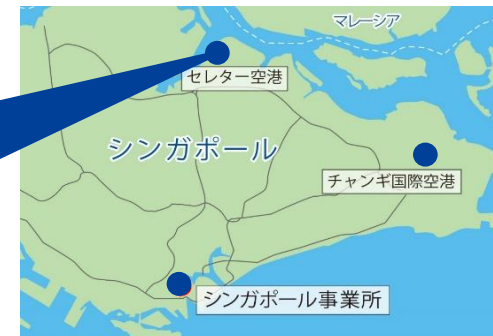 マレーシア
セレター空港
シンガポール
チャンギ国際空港
シンガポール事業所